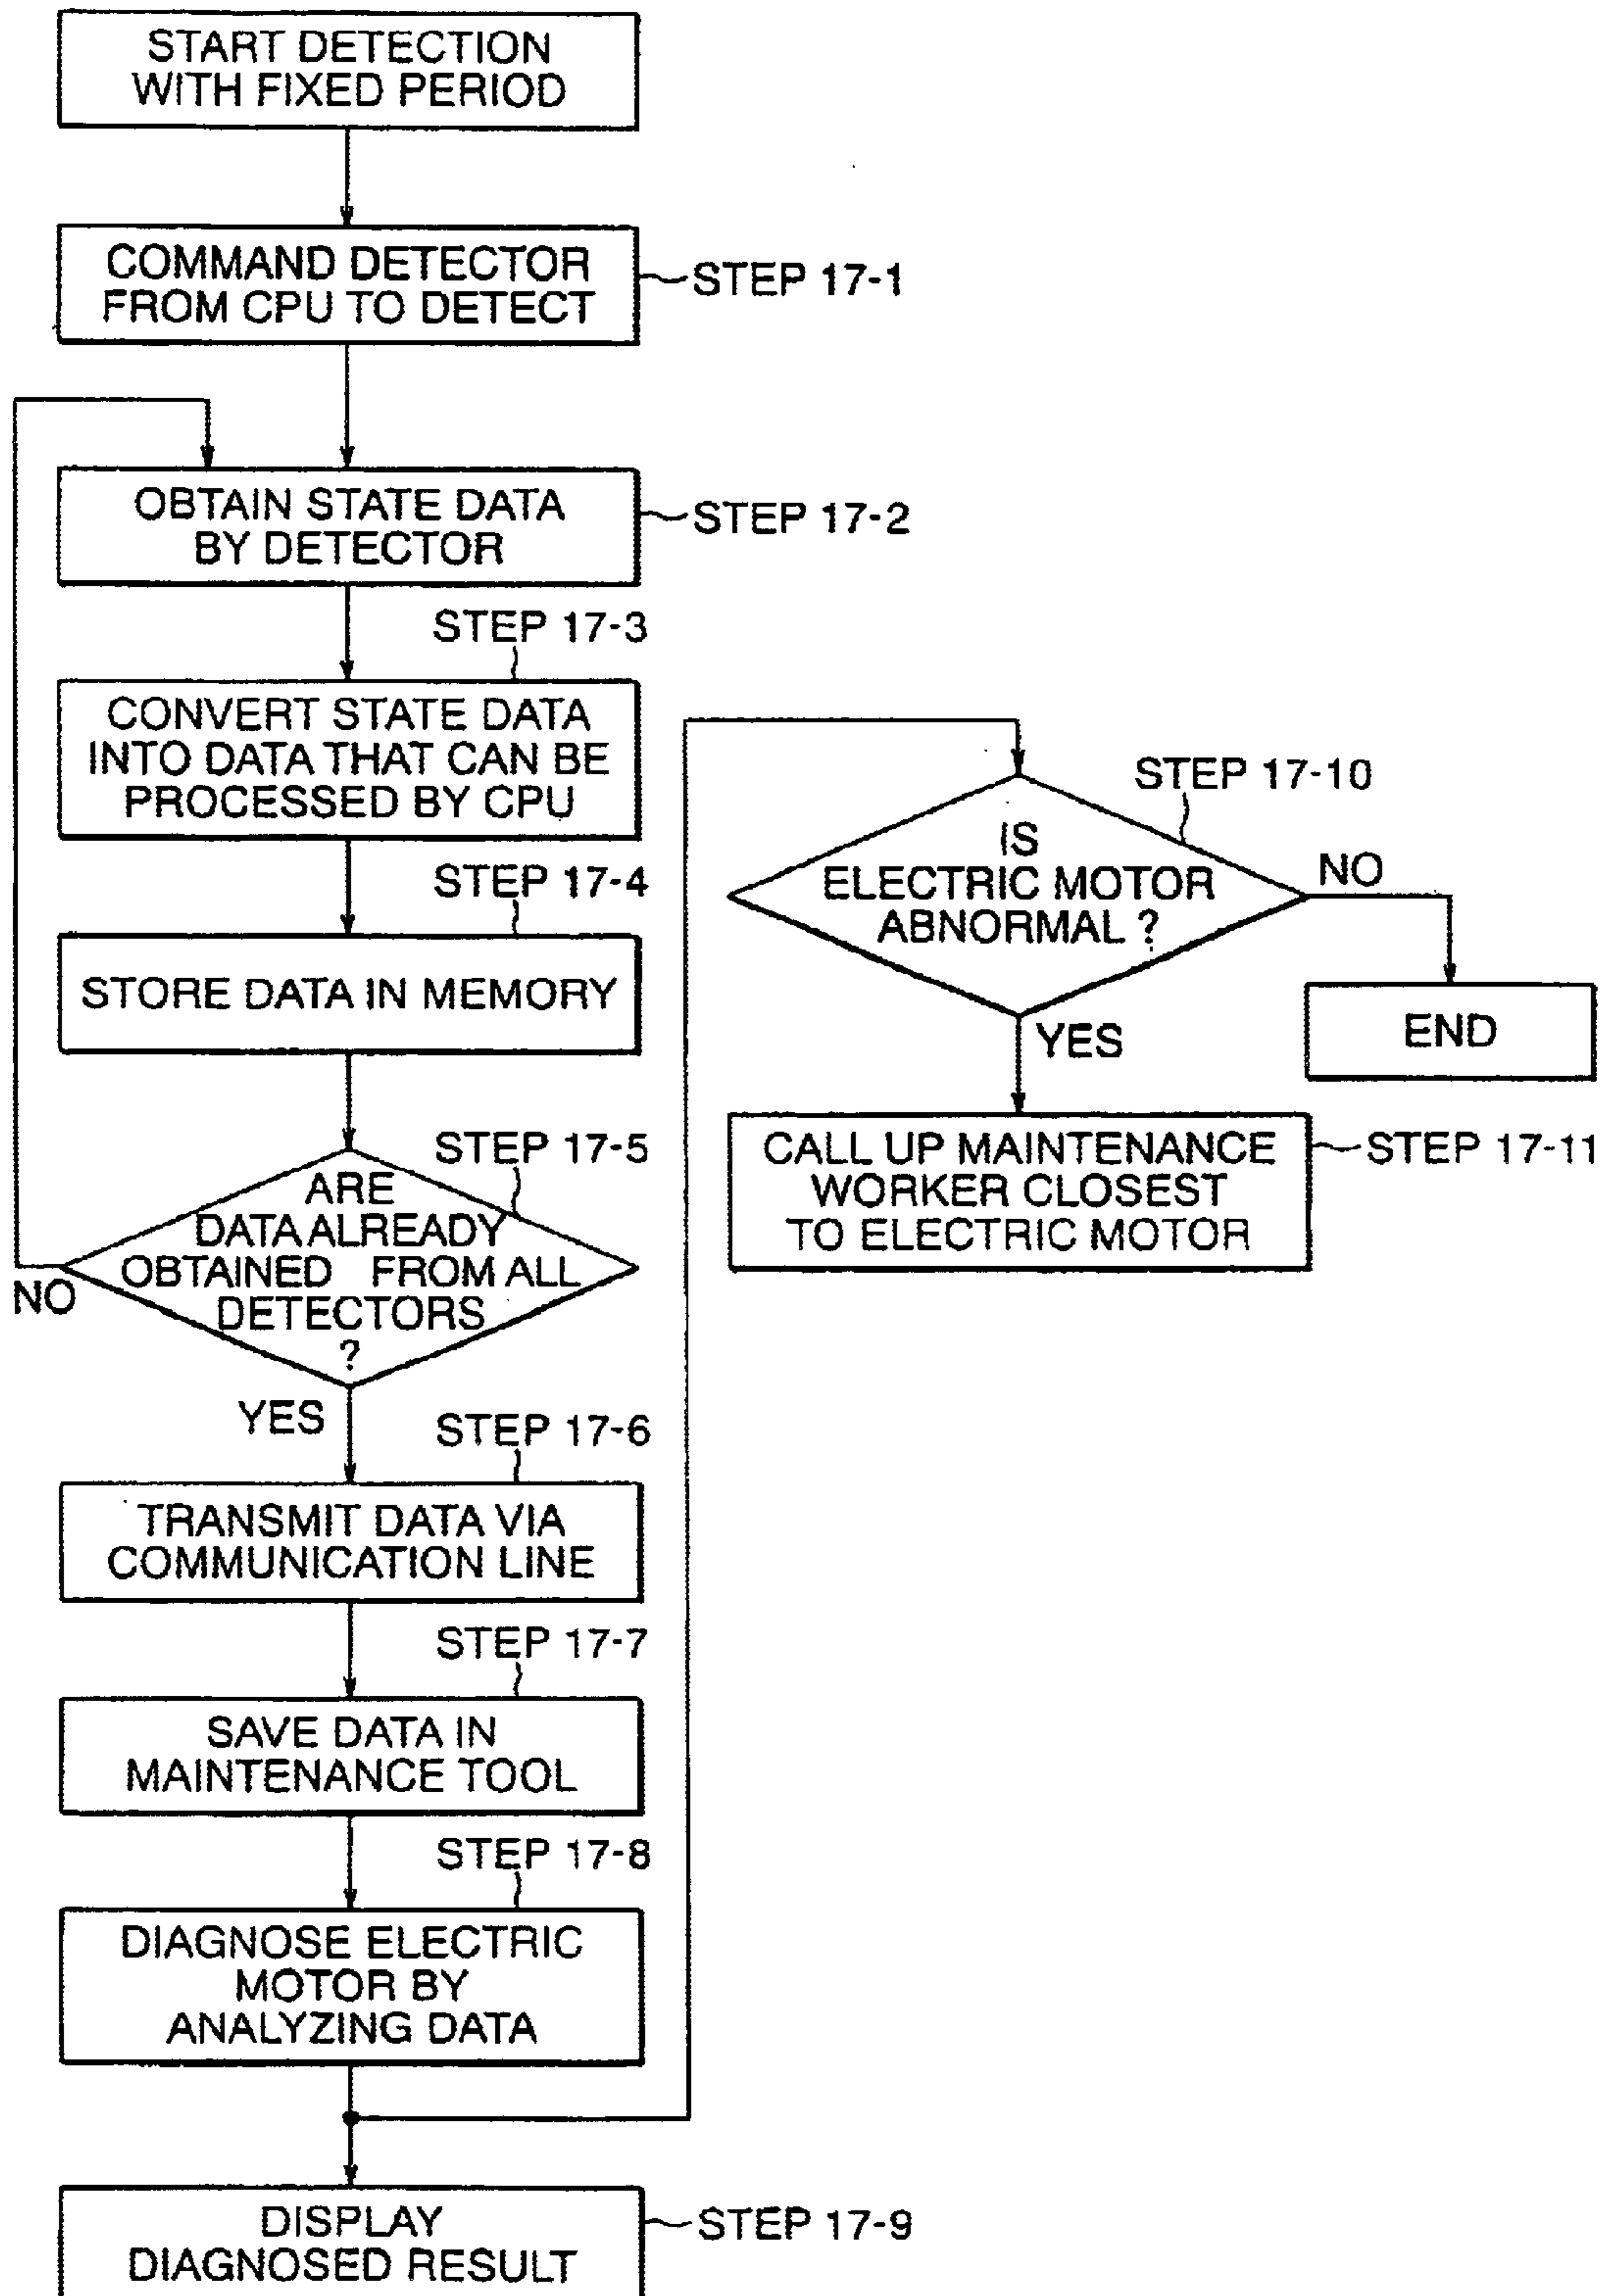 START DETECTION
WITH FIXED PERIOD
COMMAND DETECTOR
FROM CPU TO DETECT
STEP 17-1
OBTAIN STATE DATA
BY DETECTOR
STEP 17-2
STEP 17-3
CONVERT STATE DATA
INTO DATA THAT CAN BE
PROCESSED BY CPU
STEP 17-4
STORE DATA IN MEMORY
STEP 17-5
ARE
DATA ALREADY
OBTAINED FROM ALL
DETECTORS
?
NO
YES
STEP 17-6
TRANSMIT DATA VIA
COMMUNICATION LINE
STEP 17-7
SAVE DATA IN
MAINTENANCE TOOL
STEP 17-8
DIAGNOSE ELECTRIC
MOTOR BY
ANALYZING DATA
DISPLAY
DIAGNOSED RESULT
STEP 17-9
STEP 17-10
IS
ELECTRIC MOTOR
ABNORMAL ?
NO
END
YES
CALL UP MAINTENANCE
WORKER CLOSEST
TO ELECTRIC MOTOR
STEP 17-11